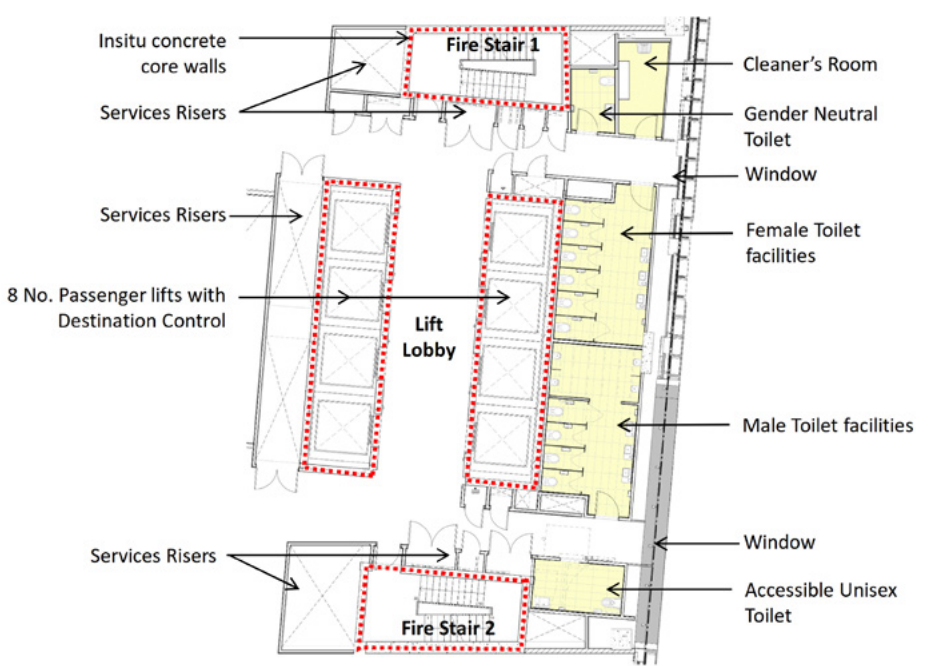 Insitu concrete
core walls
Fire Stair 1
Cleaner's Room
Services Risers
Gender Neutral
Toilet
Window
Services Risers
Female Toilet
facilities
8 No. Passenger lifts with
Destination Control
Lift
Lobby
Male Toilet facilities
Services Risers
Window
Accessible Unisex
Toilet
Fire Stair 2